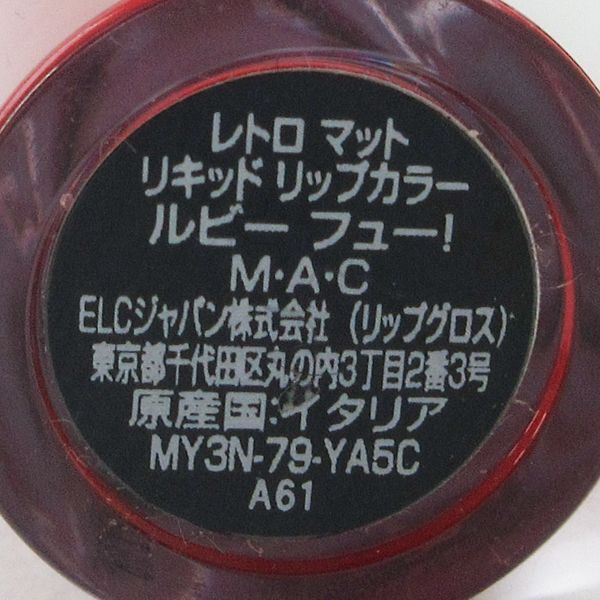 レトロ マット
リキッド リップカラー
ルビー フュー!
M·A·C
ELCジャパン株式会社 (リップグロス)
東京都千代田区丸の内3丁目2番3号
原産国:イタリア
MY3N-79-YA5C
A61